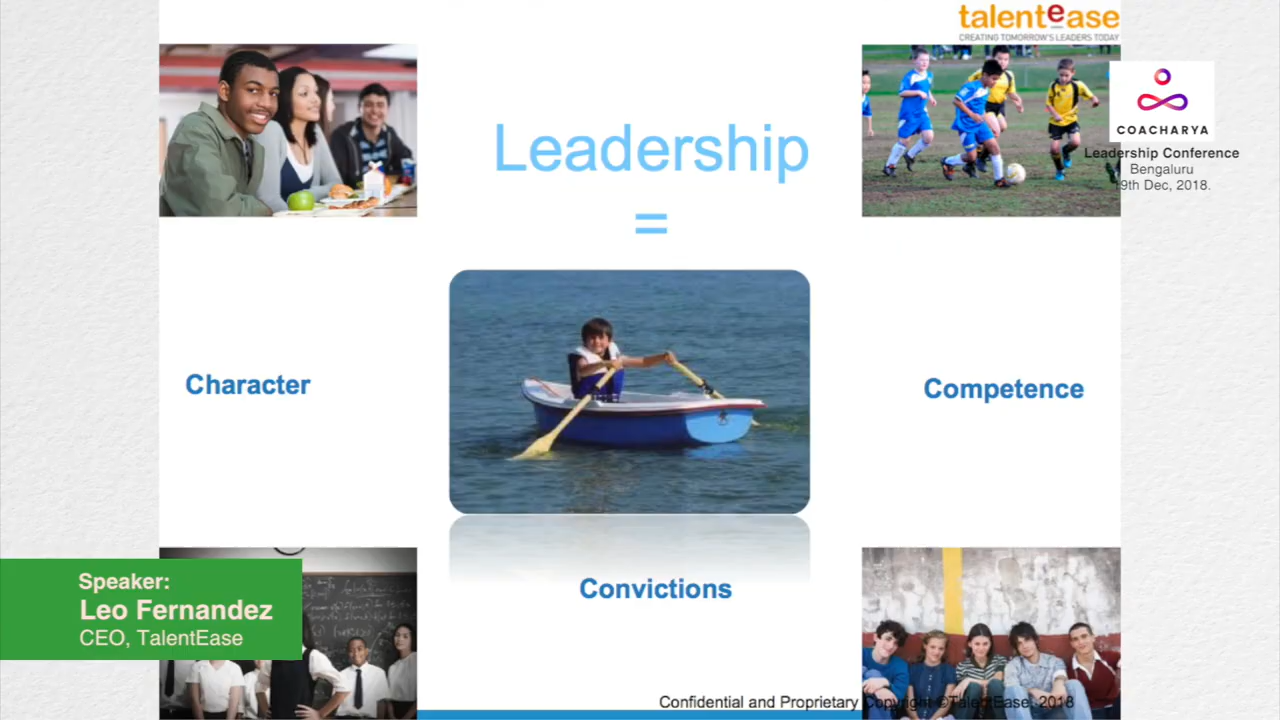 talentease
CREATING TOMORROW'S LEADERS TODAY
COACHARYA
Leadership Conference
Bengaluru
9th Dec, 2018.
Leadership
=
Character
Competence
Convictions
Speaker:
Leo Fernandez
CEO, TalentEase
Confidential and Proprietary Copyright ©TalentEase, 2018